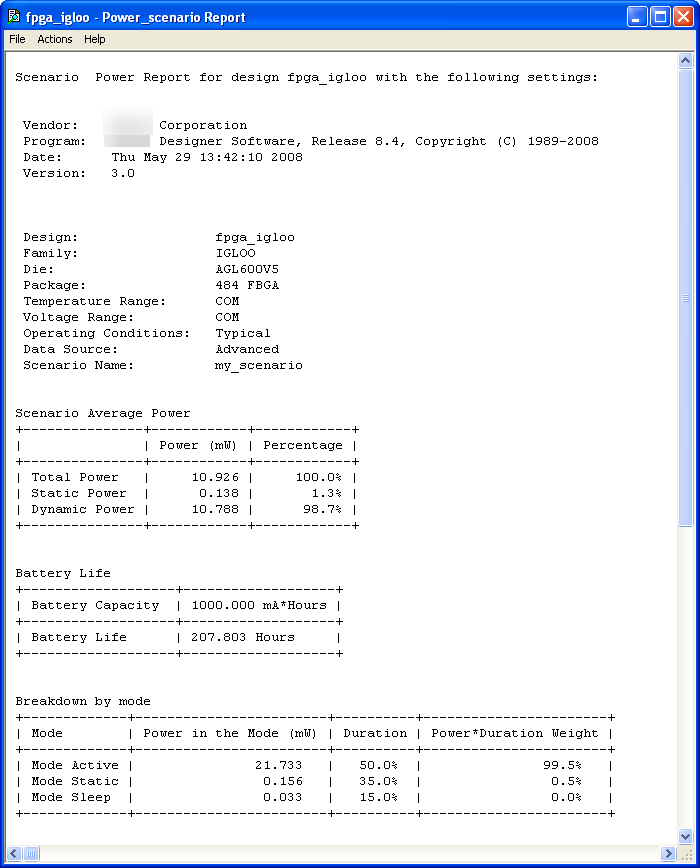 fpga_igloo - Power_scenario Report
File Actions Help
Scenario Power Report for design fpga_igloo with the following settings:
Vendor: Corporation
Program: Designer Software, Release 8.4, Copyright (C) 1989-2008
Date: Thu May 29 13:42:10 2008
Version: 3.0
Design: fpga_igloo
Family: IGLOO
Die: AGL600V5
Package: 484 FBGA
Temperature Range: COM
Voltage Range: COM
Operating Conditions: Typical
Data Source: Advanced
Scenario Name: my_scenario
Scenario Average Power
+---------------+------------+------------+
| | Power (mW) | Percentage |
+---------------+------------+------------+
| Total Power | 10.926 | 100.0% |
| Static Power | 0.138 | 1.3% |
| Dynamic Power | 10.788 | 98.7% |
+---------------+------------+------------+
Battery Life
+-------------------+-------------------+
| Battery Capacity | 1000.000 mA*Hours |
+-------------------+-------------------+
| Battery Life | 207.803 Hours |
+-------------------+-------------------+
Breakdown by mode
+-------------+------------------------+----------+-----------------------+
| Mode | Power in the Mode (mW) | Duration | Power*Duration Weight |
+-------------+------------------------+----------+-----------------------+
| Mode Active | 21.733 | 50.0% | 99.5% |
| Mode Static | 0.156 | 35.0% | 0.5% |
| Mode Sleep | 0.033 | 15.0% | 0.0% |
+-------------+------------------------+----------+-----------------------+